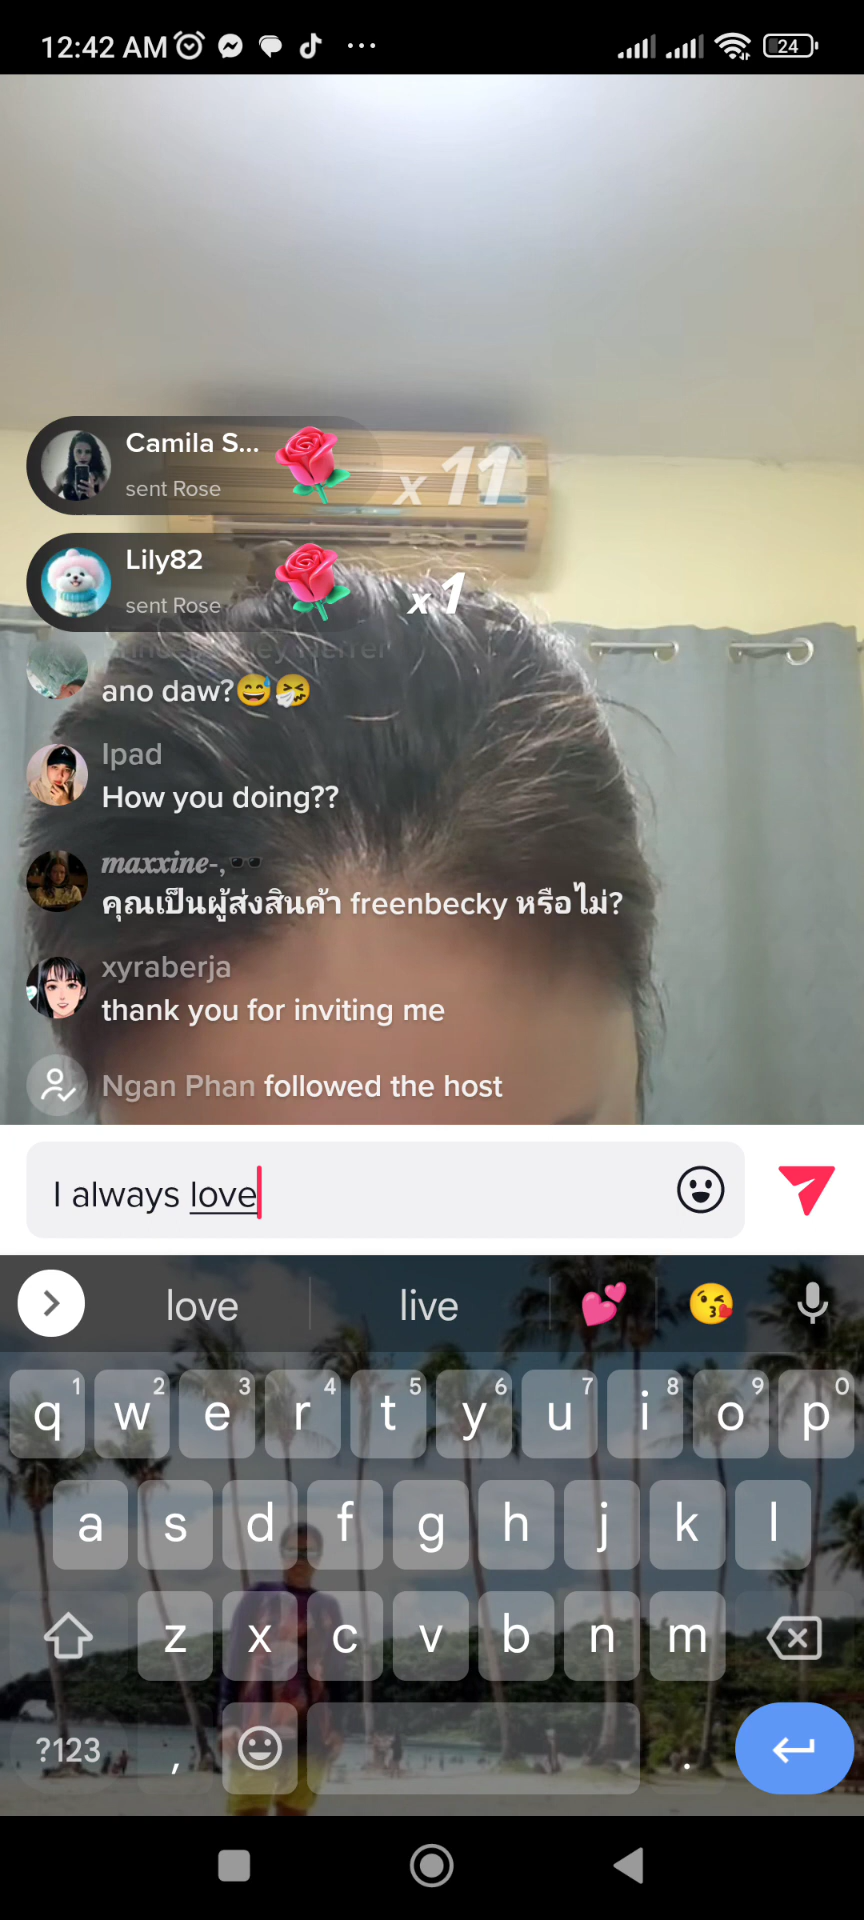 12:42 AM
24
Camila S...
sent Rose
x 11
Lily82
sent Rose
x 1
ano daw?😅🤧
Ipad
How you doing??
maxxine-,🕶️
คุณเป็นผู้ส่งสินค้า freenbecky หรือไม่?
xyraberja
thank you for inviting me
Ngan Phan followed the host
I always love
love live 💕 😘
1 2 3 4 5 6 7 8 9 0
q w e r t y u i o p
a s d f g h j k l
z x c v b n m
?123 , .